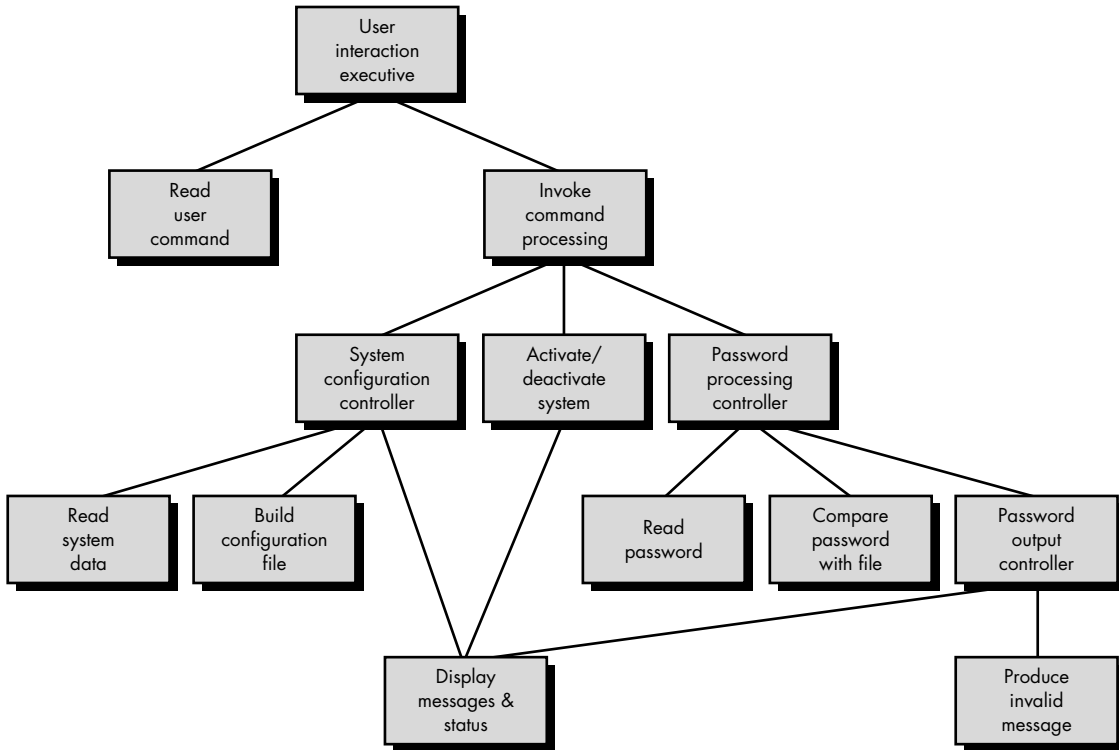 User
interaction
executive
Read
user
command
Invoke
command
processing
System
configuration
controller
Activate/
deactivate
system
Password
processing
controller
Read
system
data
Build
configuration
file
Read
password
Compare
password
with file
Password
output
controller
Display
messages &
status
Produce
invalid
message